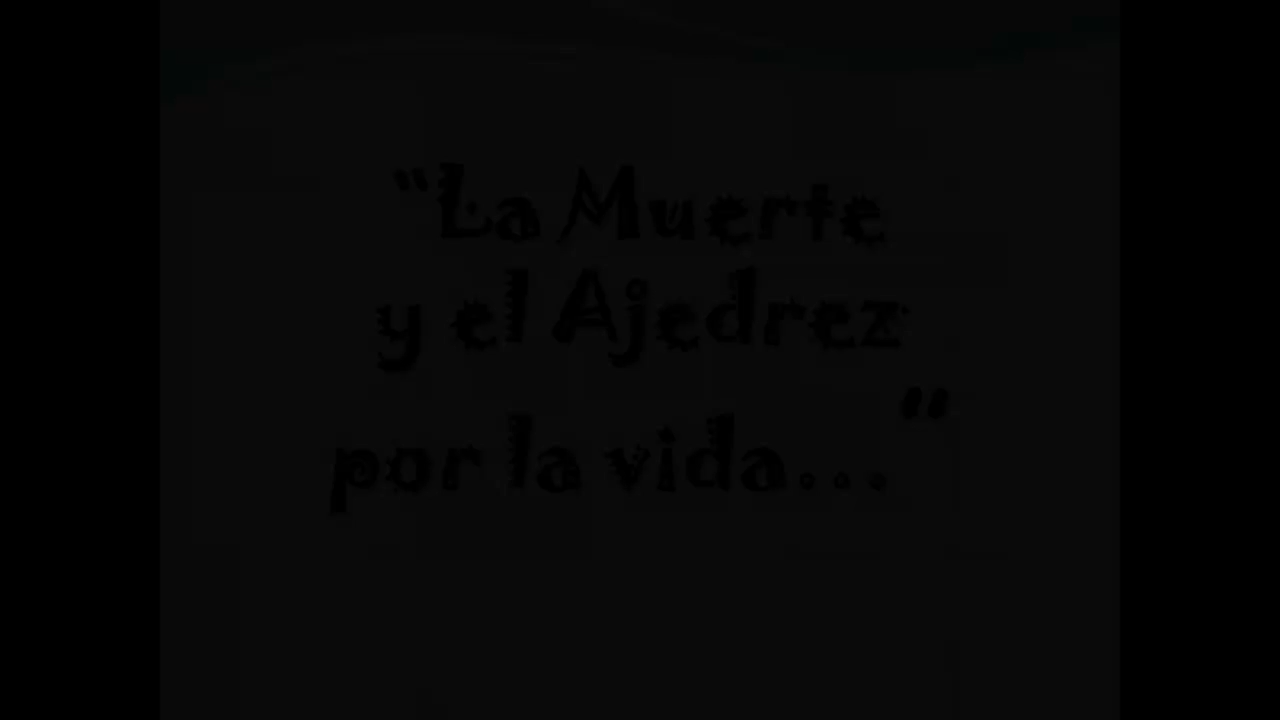 “La Muerte
y el Ajedrez
por la vida...”